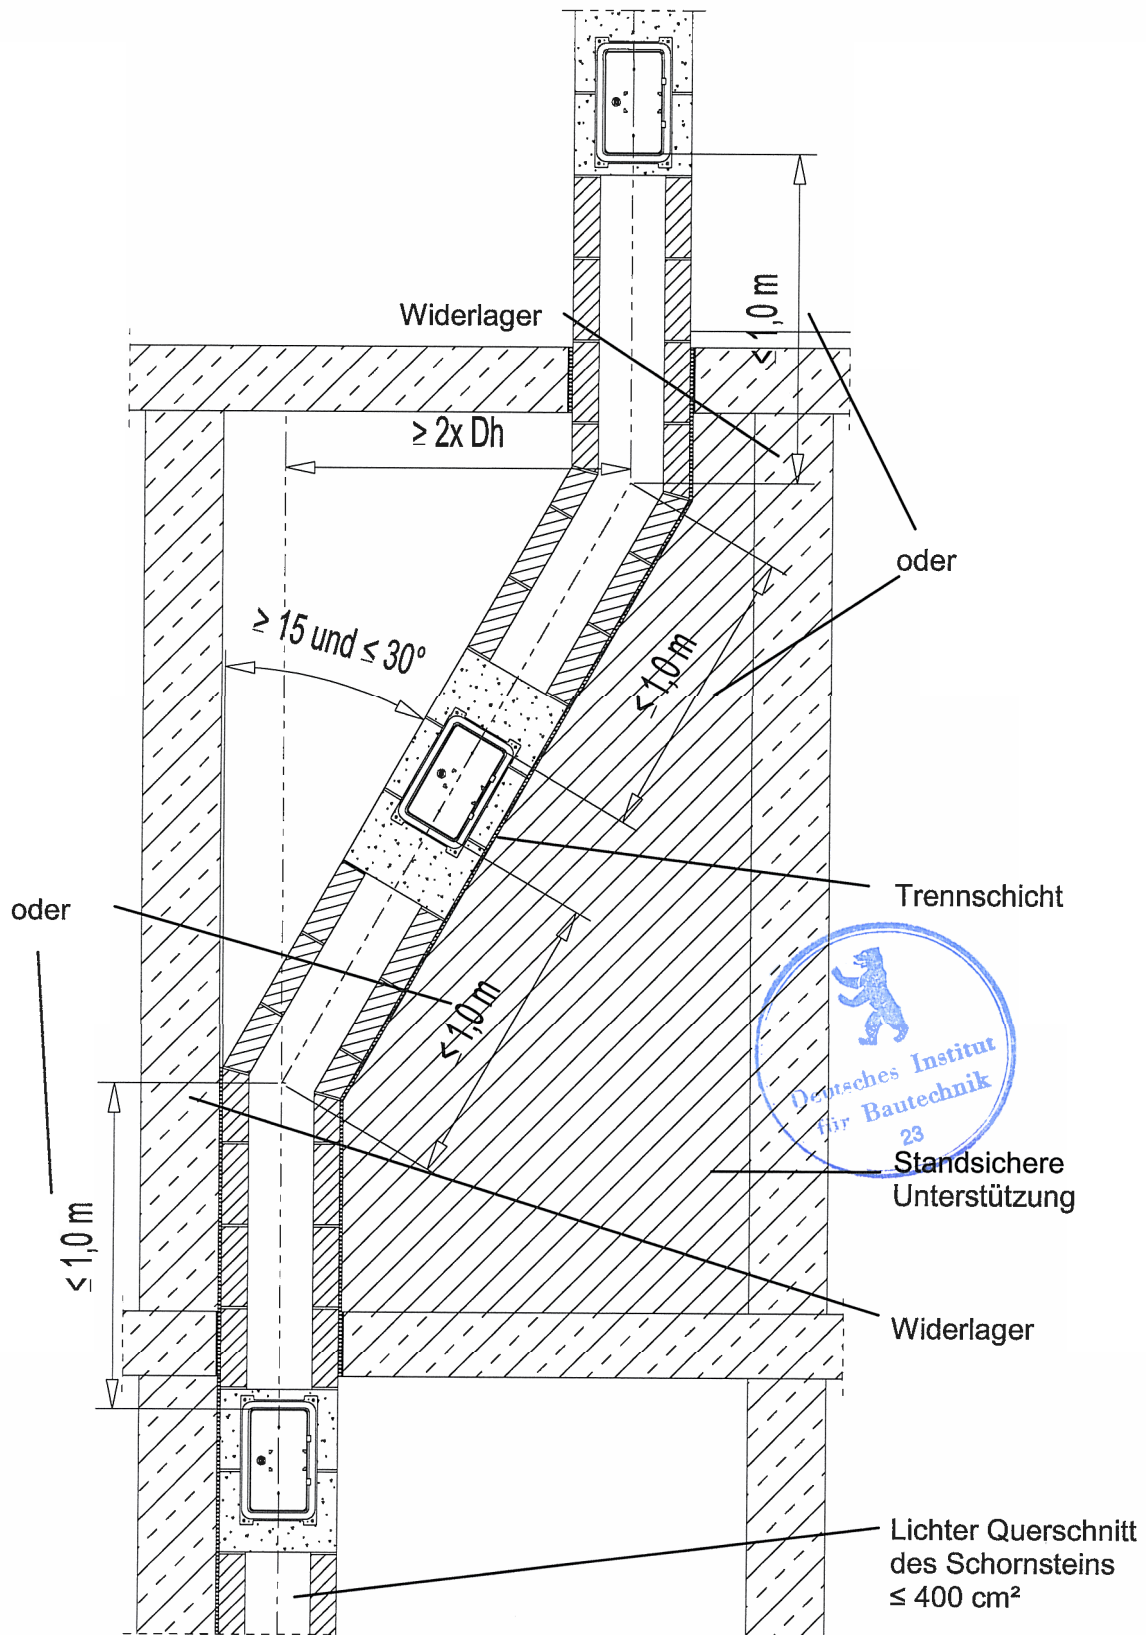 < 1,0 m
Widerlager
≥ 2x Dh
oder
≥ 15 und ≤ 30°
≤ 1,0 m
Trennschicht
oder
≤ 1,0 m
Deutsches Institut
für Bautechnik
23
Standsichere
Unterstützung
≤ 1,0 m
Widerlager
Lichter Querschnitt
des Schornsteins
≤ 400 cm²